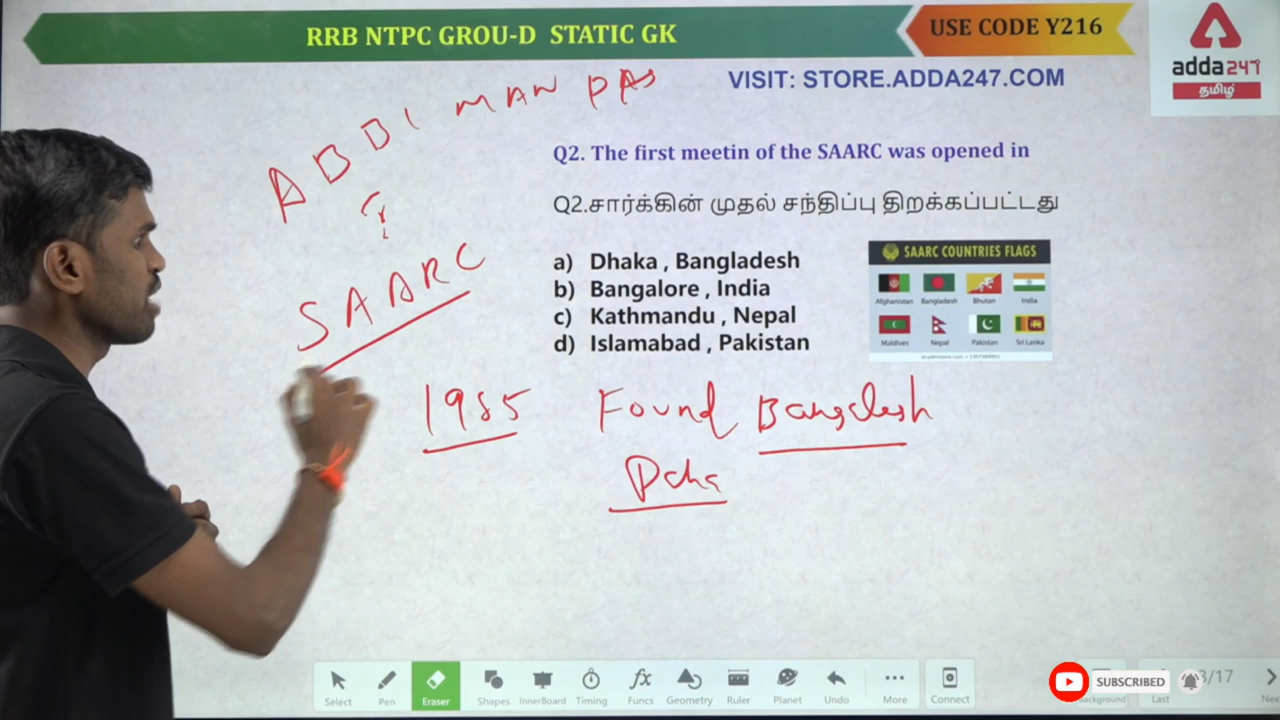 RRB NTPC GROU-D STATIC GK
USE CODE Y216
adda247
தமிழ்
VISIT: STORE.ADDA247.COM
ABBI MAN PAS
SAARC
Q2. The first meetin of the SAARC was opened in
Q2.சார்க்கின் முதல் சந்திப்பு திறக்கப்பட்டது
a) Dhaka , Bangladesh
b) Bangalore , India
c) Kathmandu , Nepal
d) Islamabad , Pakistan
SAARC COUNTRIES FLAGS
Afghanistan Bangladesh Bhutan India
Maldives Nepal Pakistan Sri Lanka
1985 Found Bangladesh
Select Pen Eraser Shapes InnerBoard Timing Funcs Geometry Ruler Planet Undo More Connect
SUBSCRIBED
/17
Last